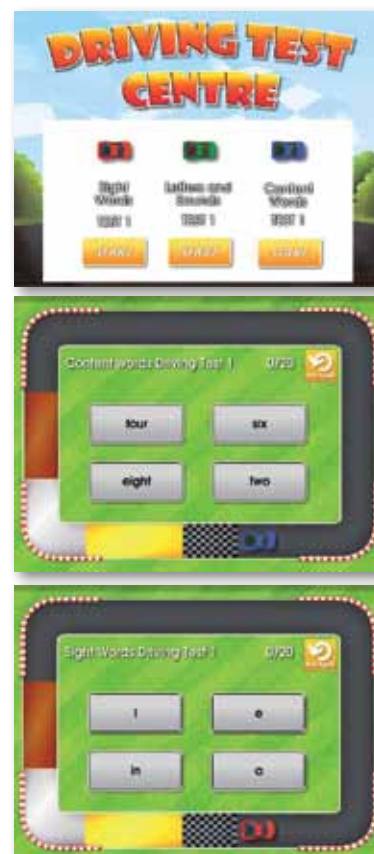 DRIVING TEST
CENTRE
Sight
Words
Letters and
Sounds
Content
Words
TEST 1
TEST 1
TEST 1
Content Words Driving Test 1 0/20
four six
eight two
Sight Words Driving Test 1 0/20
I e
in a